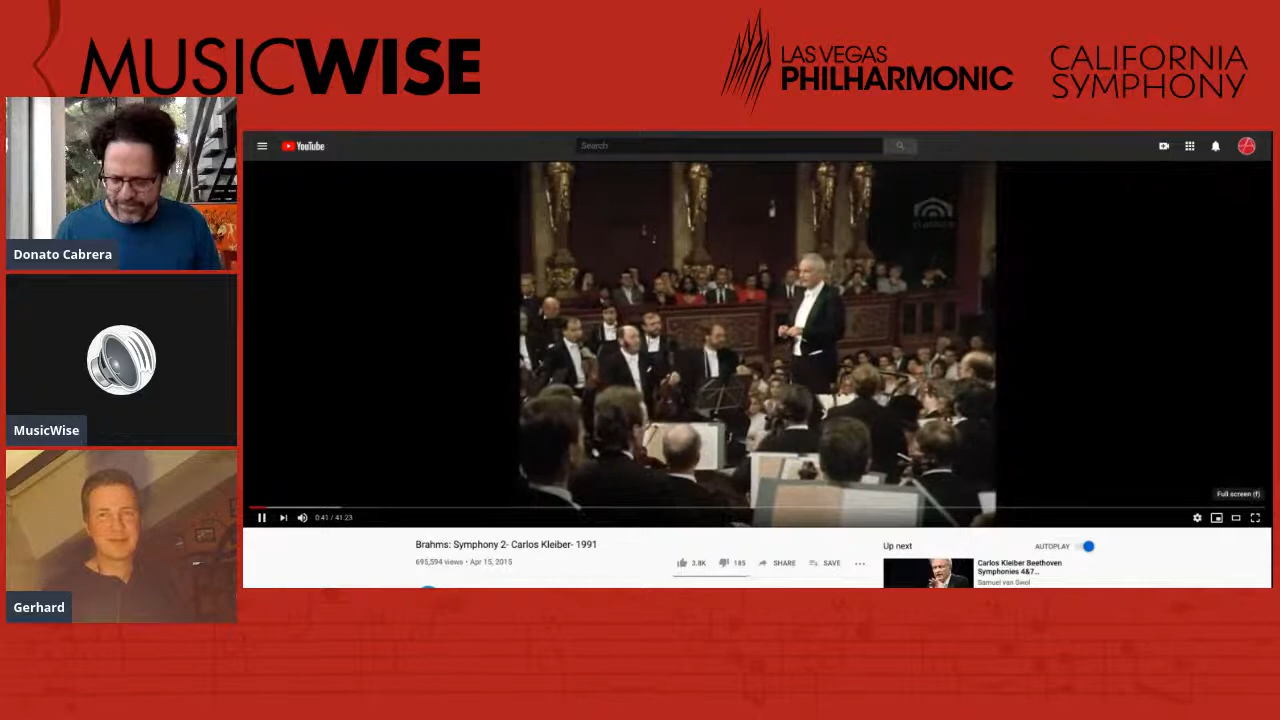 MUSICWISE
LAS VEGAS
PHILHARMONIC
CALIFORNIA
SYMPHONY
Donato Cabrera
MusicWise
Gerhard
YouTube
Search
Full screen (f)
0:41 / 41:23
Brahms: Symphony 2- Carlos Kleiber- 1991
695,594 views • Apr 15, 2015
3.8K
185
SHARE
SAVE
Up next
AUTOPLAY
Carlos Kleiber Beethoven
Symphonies 4&7...
Samuel van Gwol